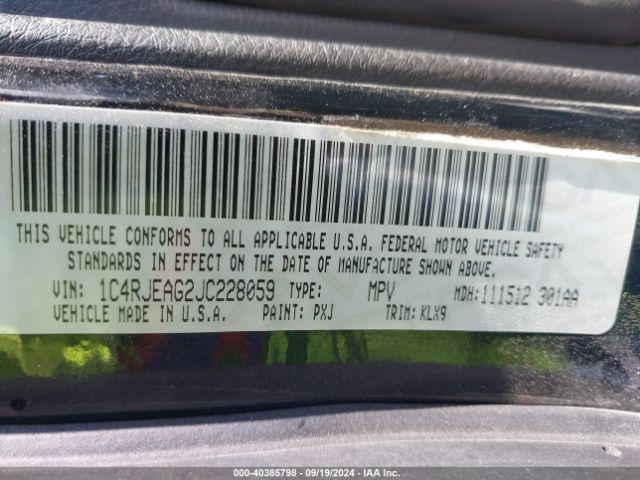 THIS VEHICLE CONFORMS TO ALL APPLICABLE U.S.A. FEDERAL MOTOR VEHICLE SAFETY
STANDARDS IN EFFECT ON THE DATE OF MANUFACTURE SHOWN ABOVE.
VIN: 1C4RJEAG2JC228059 TYPE: MPV MDH:111512 301AA
VEHICLE MADE IN U.S.A. PAINT: PXJ TRIM: KLX9
000-40385798 - 09/19/2024 - IAA Inc.